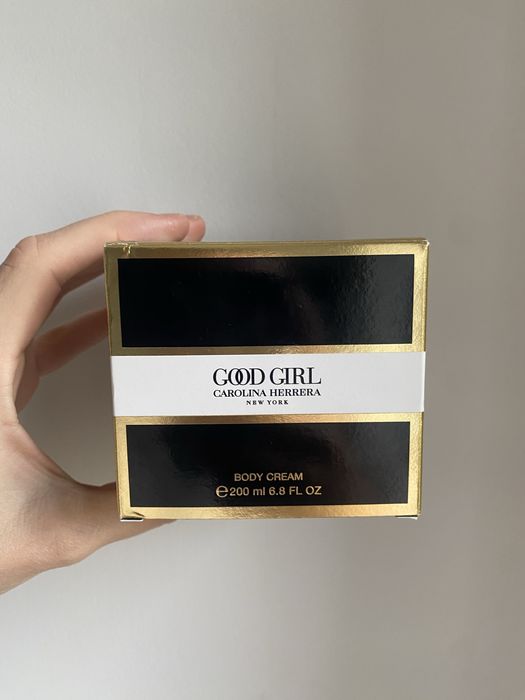 GOOD GIRL
CAROLINA HERRERA
NEW YORK
BODY CREAM
℮200 ml 6.8 FL. OZ